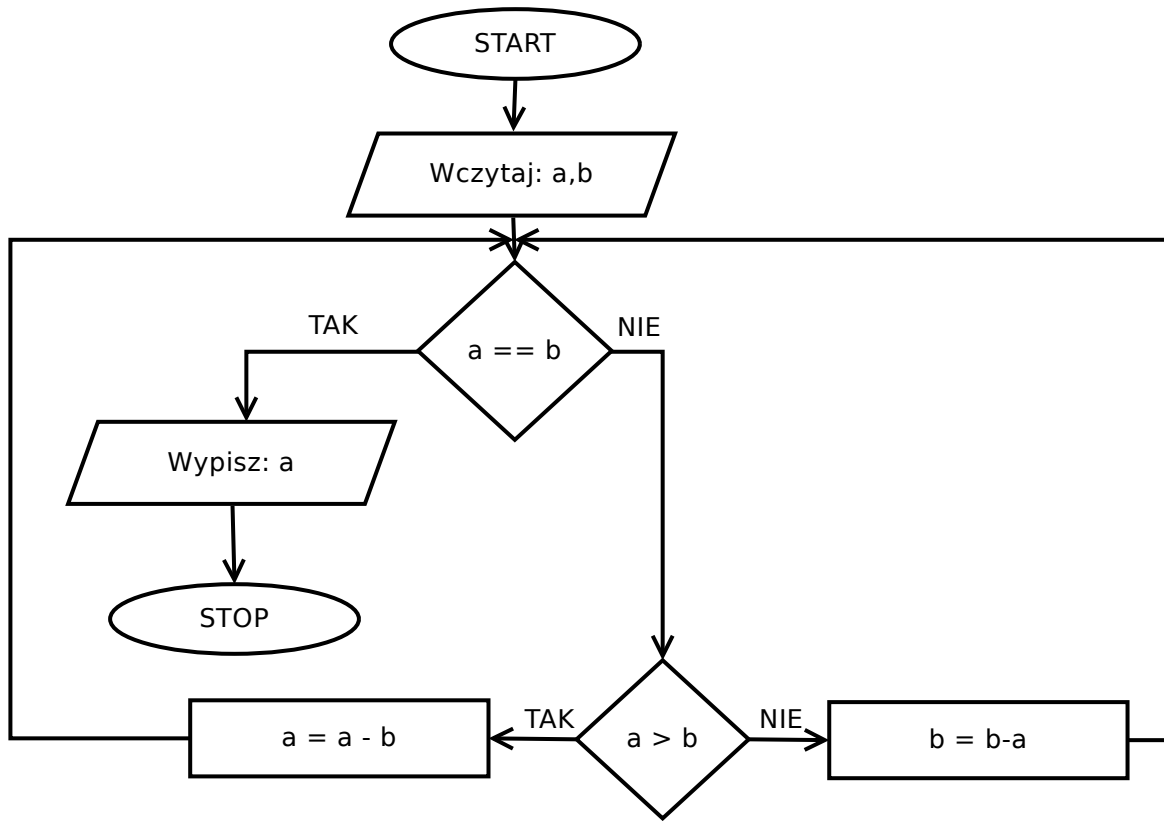 START
Wczytaj: a,b
TAK
NIE
a == b
Wypisz: a
STOP
TAK
NIE
a = a - b
a > b
b = b-a